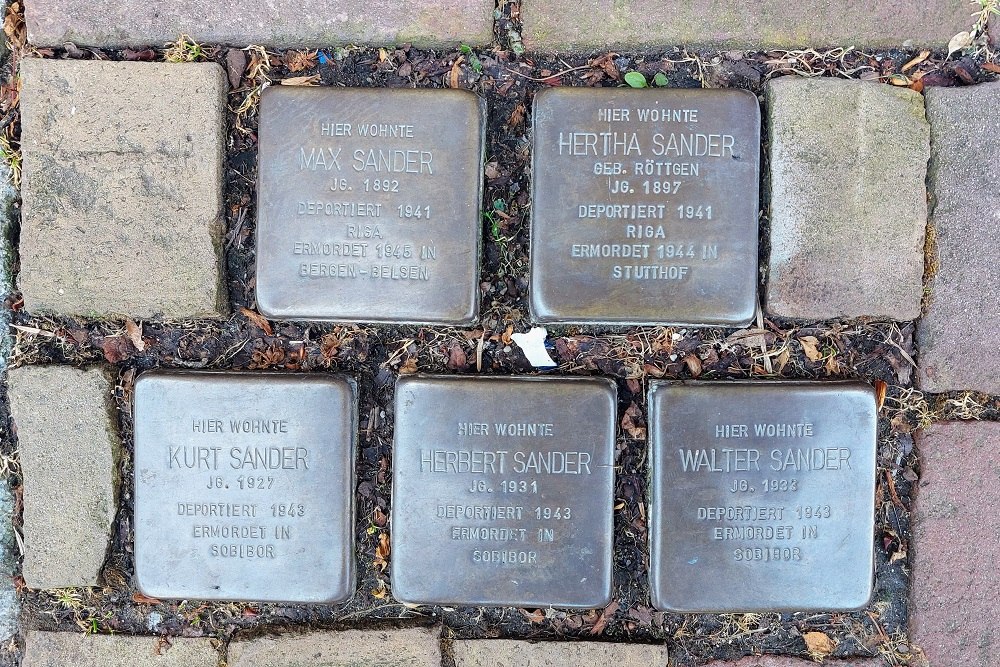 HIER WOHNTE
MAX SANDER
JG. 1892
DEPORTIERT 1941
RIGA
ERMORDET 1945 IN
BERGEN-BELSEN
HIER WOHNTE
HERTHA SANDER
GEB. RÖTTGEN
JG. 1897
DEPORTIERT 1941
RIGA
ERMORDET 1944 IN
STUTTHOF
HIER WOHNTE
KURT SANDER
JG. 1927
DEPORTIERT 1943
ERMORDET IN
SOBIBOR
HIER WOHNTE
HERBERT SANDER
JG. 1931
DEPORTIERT 1943
ERMORDET IN
SOBIBOR
HIER WOHNTE
WALTER SANDER
JG. 1933
DEPORTIERT 1943
ERMORDET IN
SOBIBOR